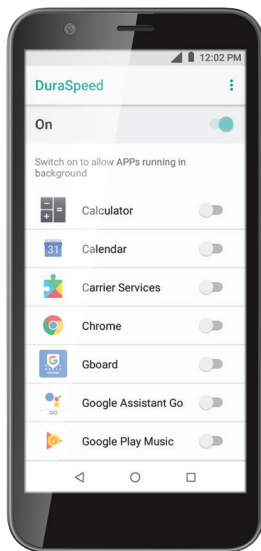 12:02 PM
DuraSpeed
On
Switch on to allow APPs running in
background
Calculator
31 Calendar
Carrier Services
Chrome
Gboard
Google Assistant Go
Google Play Music